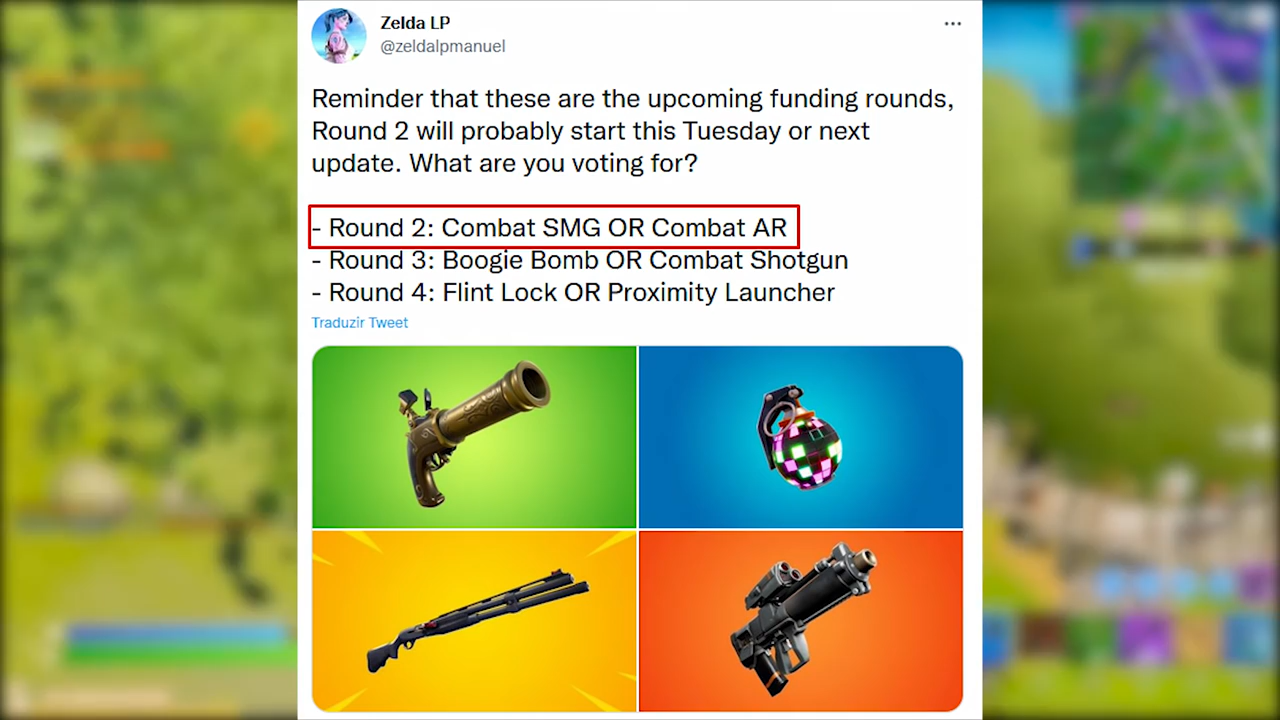 Zelda LP
@zeldalpmanuel
Reminder that these are the upcoming funding rounds,
Round 2 will probably start this Tuesday or next
update. What are you voting for?
- Round 2: Combat SMG OR Combat AR
- Round 3: Boogie Bomb OR Combat Shotgun
- Round 4: Flint Lock OR Proximity Launcher
Traduzir Tweet